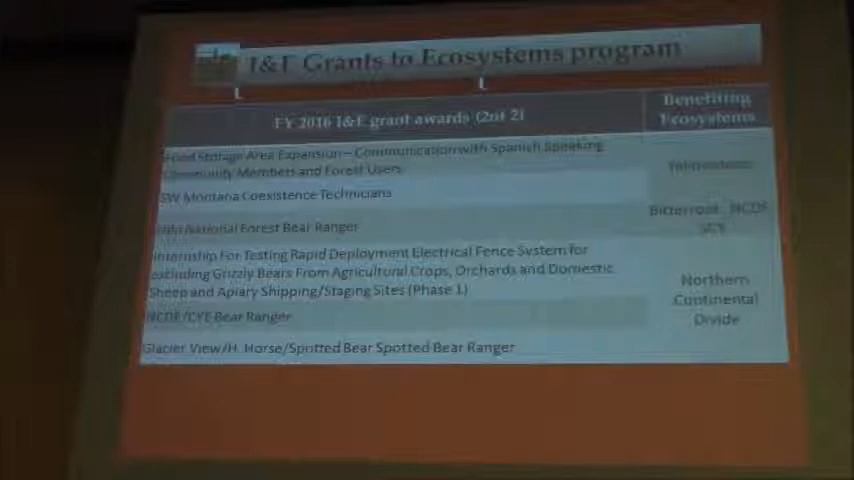 I&E Grants to Ecosystems program
FY 2016 I&E grant awards (2of 2)
Benefiting
Ecosystems
Food Storage Area Expansion – Communication with Spanish Speaking
Community Members and Forest Users
Yellowstone
SW Montana Coexistence Technicians
National Forest Bear Ranger
Bitterroot, NCDE
Internship For Testing Rapid Deployment Electrical Fence System for
excluding Grizzly Bears From Agricultural Crops, Orchards and Domestic
Sheep and Apiary Shipping/Staging Sites (Phase 1)
Northern
Continental
Divide
NCDE/CYE Bear Ranger
Glacier View/H. Horse/Spotted Bear Spotted Bear Ranger